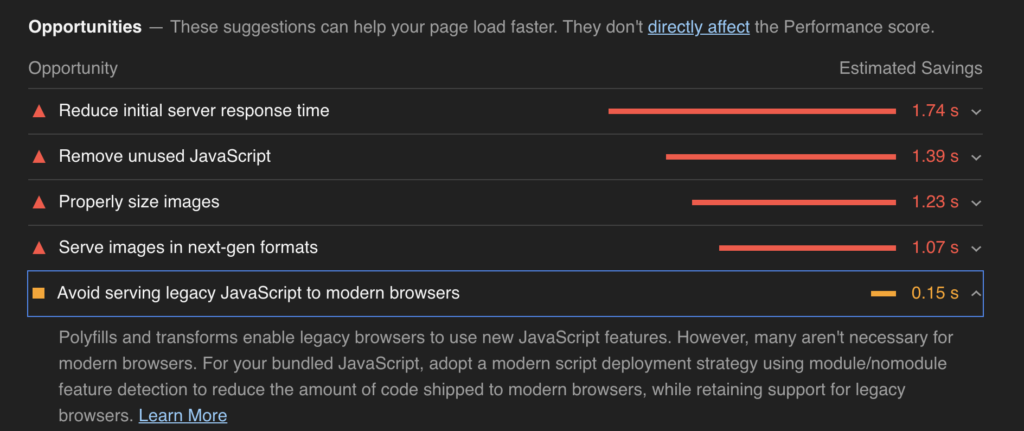 Opportunities — These suggestions can help your page load faster. They don't directly affect the Performance score.
Opportunity Estimated Savings
Reduce initial server response time 1.74 s
Remove unused JavaScript 1.39 s
Properly size images 1.23 s
Serve images in next-gen formats 1.07 s
Avoid serving legacy JavaScript to modern browsers 0.15 s
Polyfills and transforms enable legacy browsers to use new JavaScript features. However, many aren't necessary for
modern browsers. For your bundled JavaScript, adopt a modern script deployment strategy using module/nomodule
feature detection to reduce the amount of code shipped to modern browsers, while retaining support for legacy
browsers. Learn More